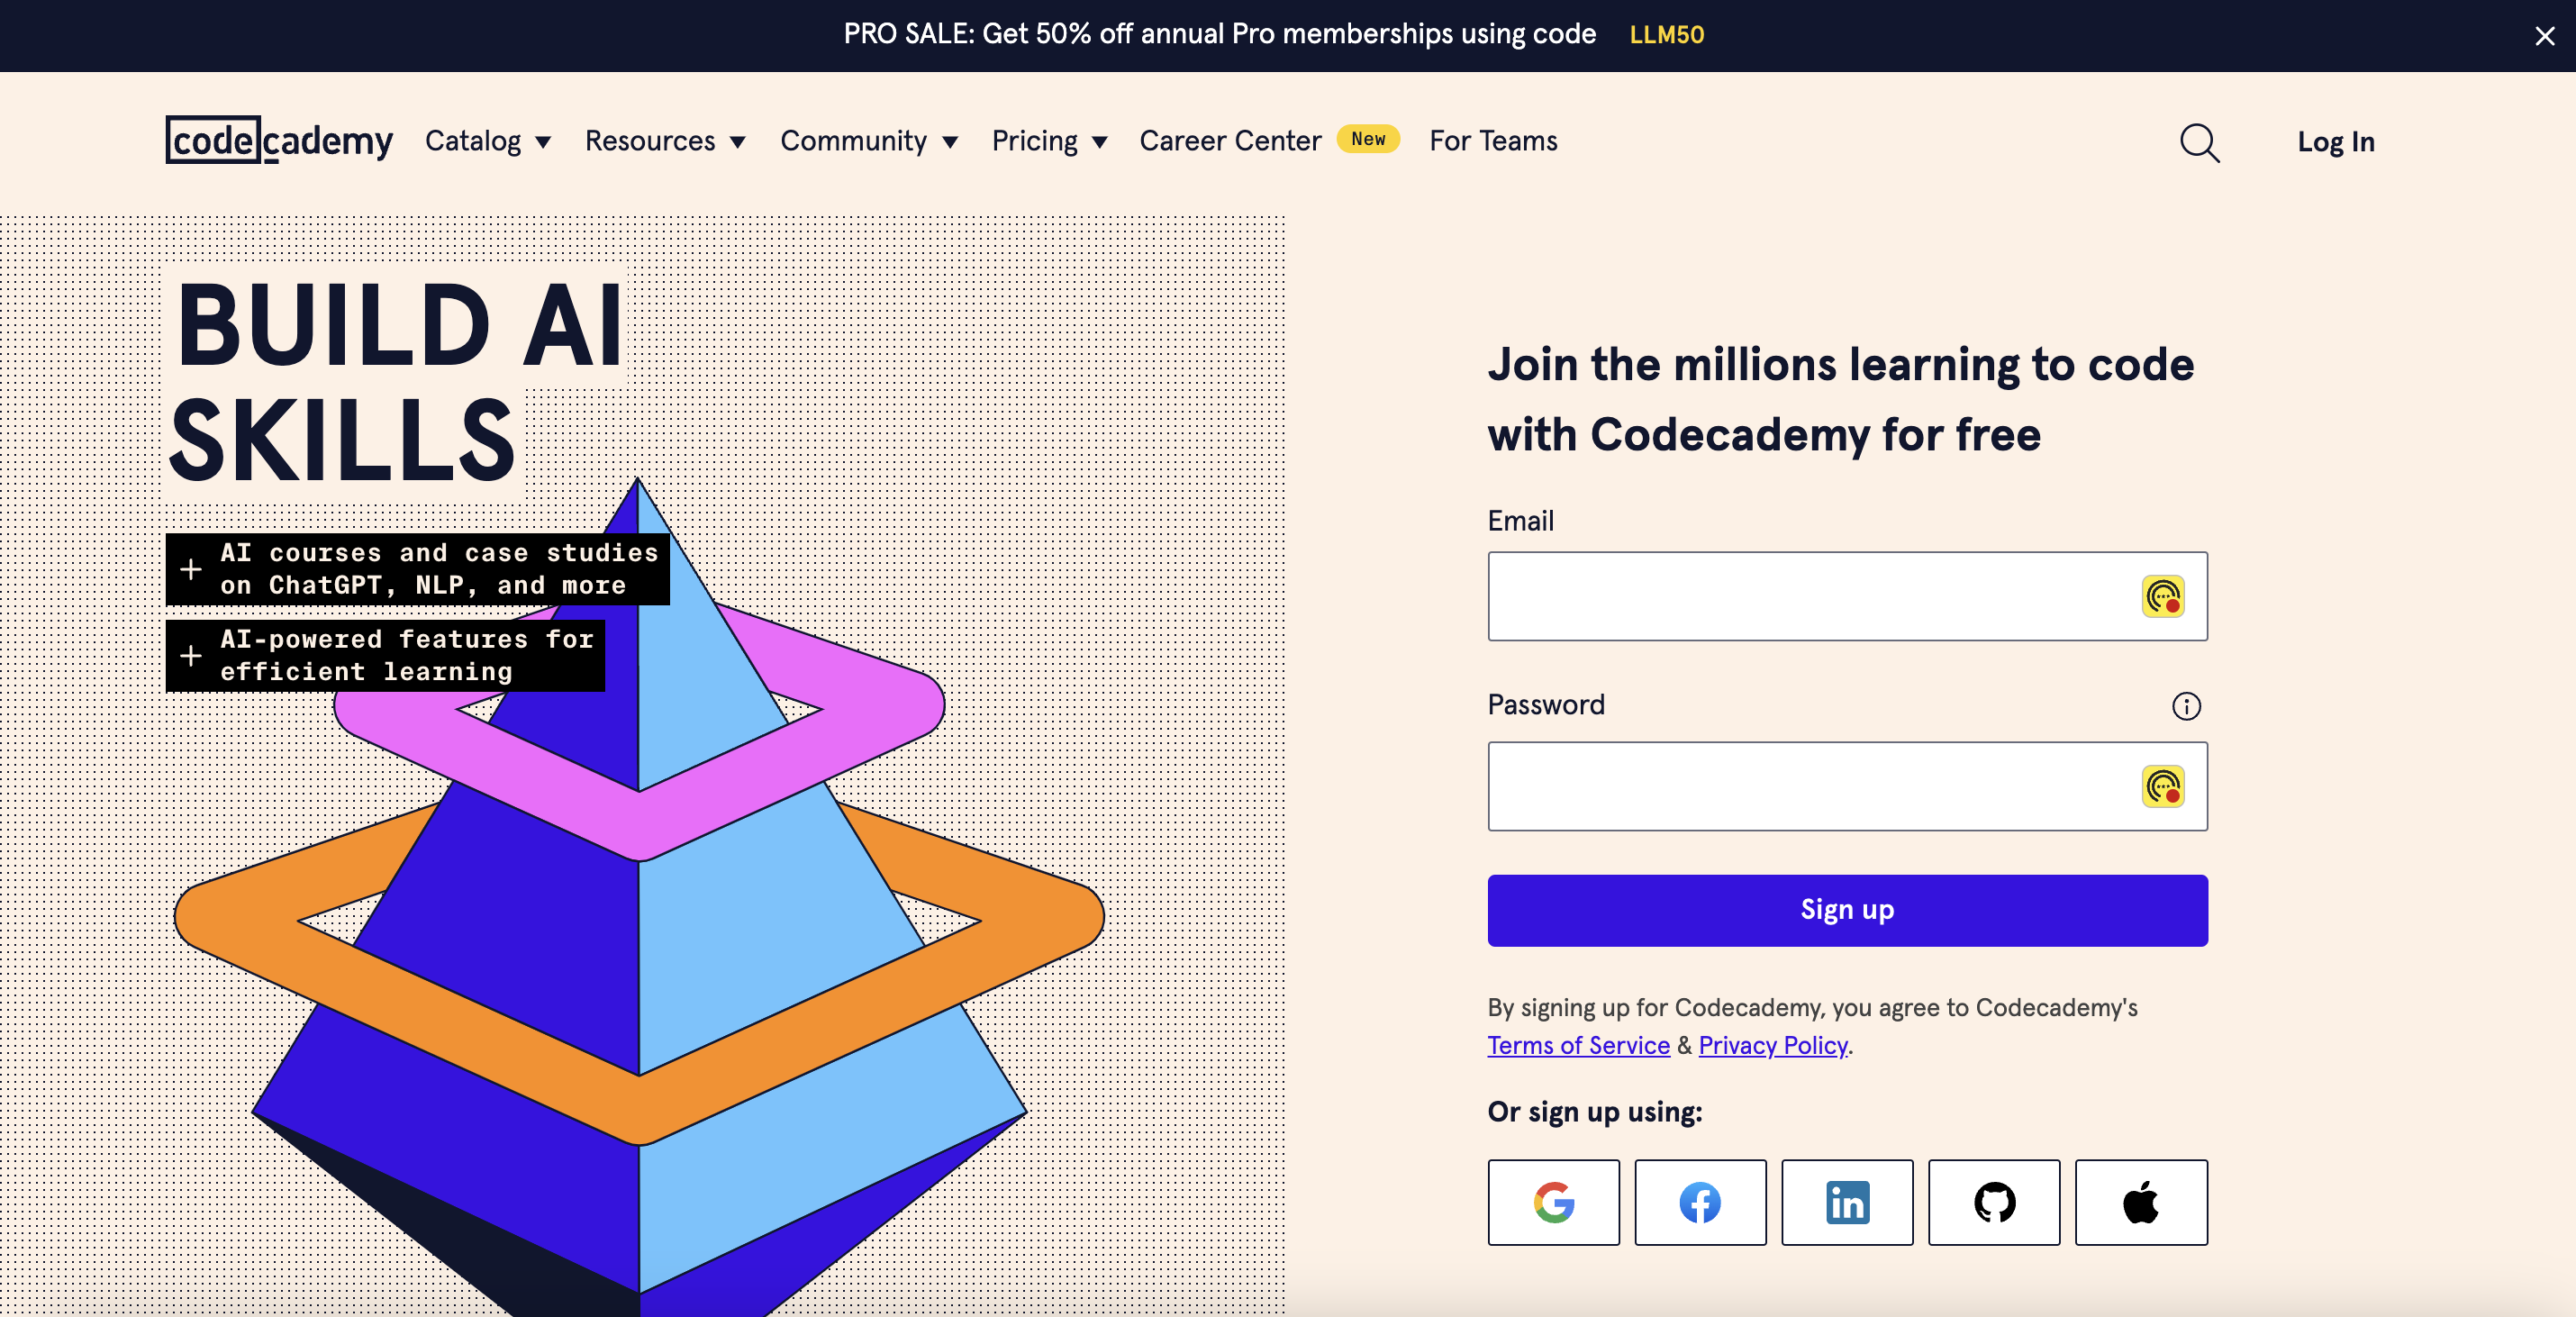 PRO SALE: Get 50% off annual Pro memberships using code LLM50
codecademy Catalog Resources Community Pricing Career Center New For Teams Log In
BUILD AI
SKILLS
AI courses and case studies
on ChatGPT, NLP, and more
AI-powered features for
efficient learning
Join the millions learning to code
with Codecademy for free
Email
Password
Sign up
By signing up for Codecademy, you agree to Codecademy's
Terms of Service & Privacy Policy.
Or sign up using: